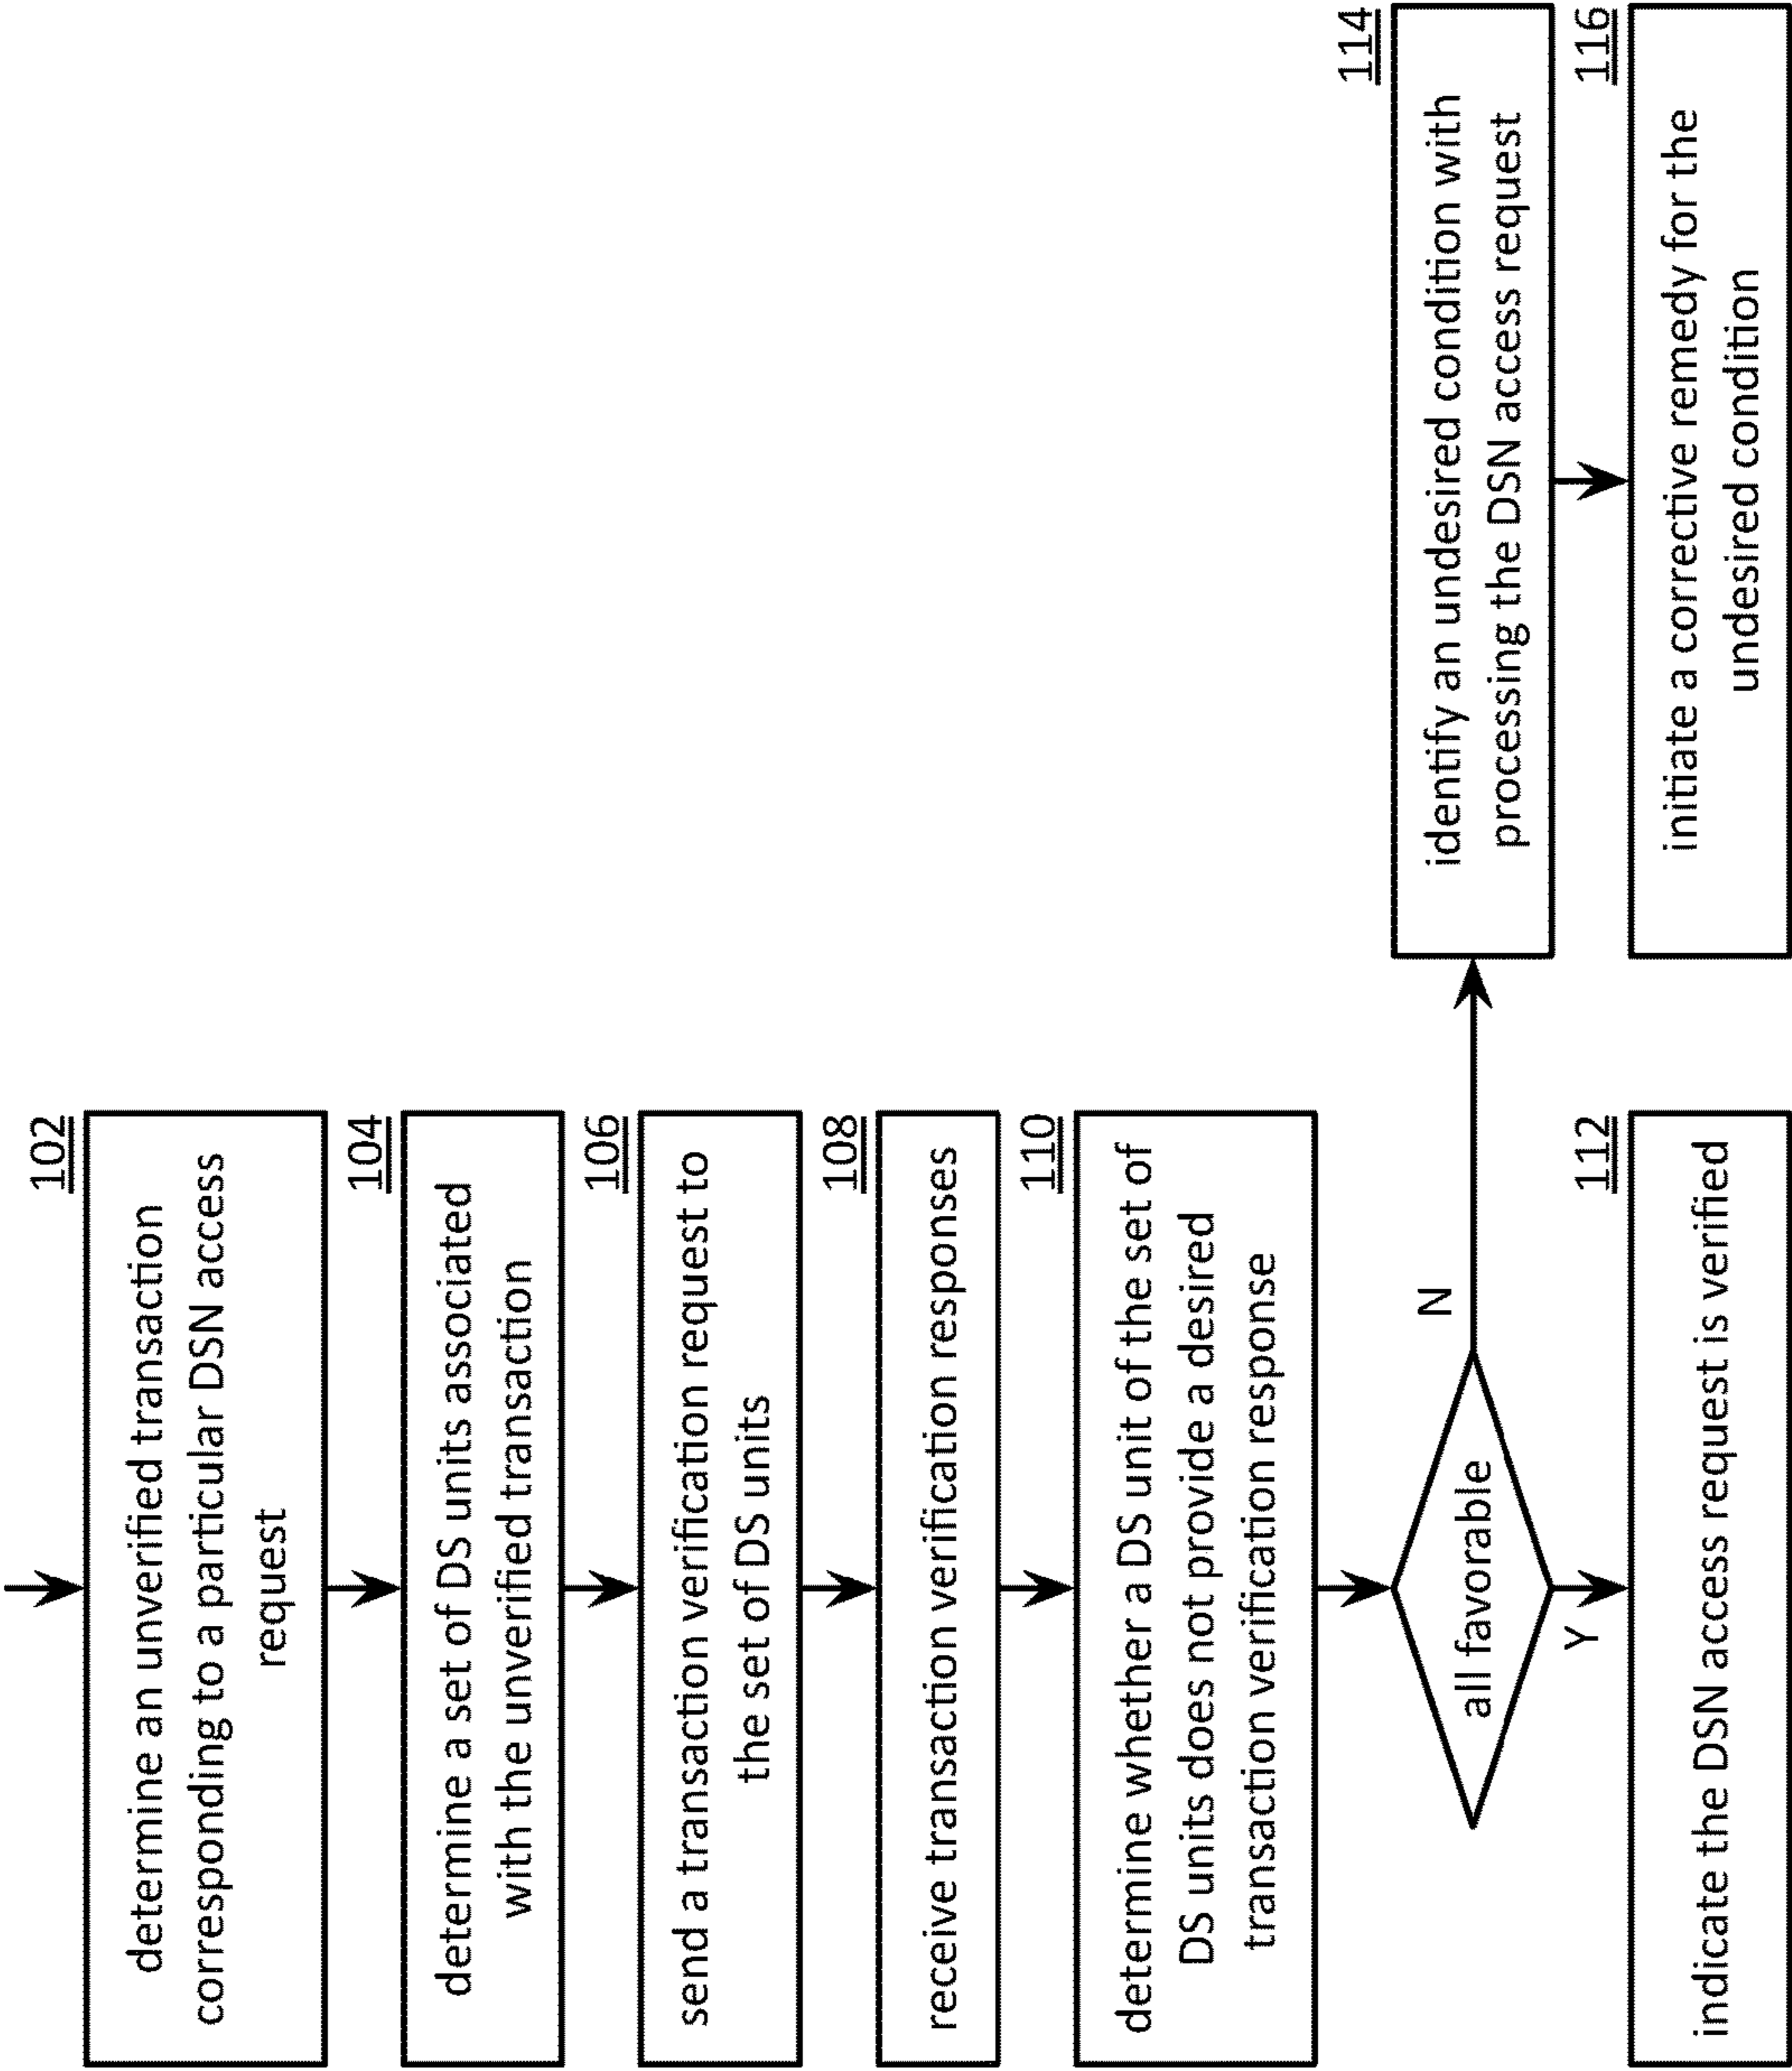 102
determine an unverified transaction
corresponding to a particular DSN access
request
104
determine a set of DS units associated
with the unverified transaction
106
send a transaction verification request to
the set of DS units
108
receive transaction verification responses
110
determine whether a DS unit of the set of
DS units does not provide a desired
transaction verification response
all favorable
N
Y
112
indicate the DSN access request is verified
114
identify an undesired condition with
processing the DSN access request
116
initiate a corrective remedy for the
undesired condition